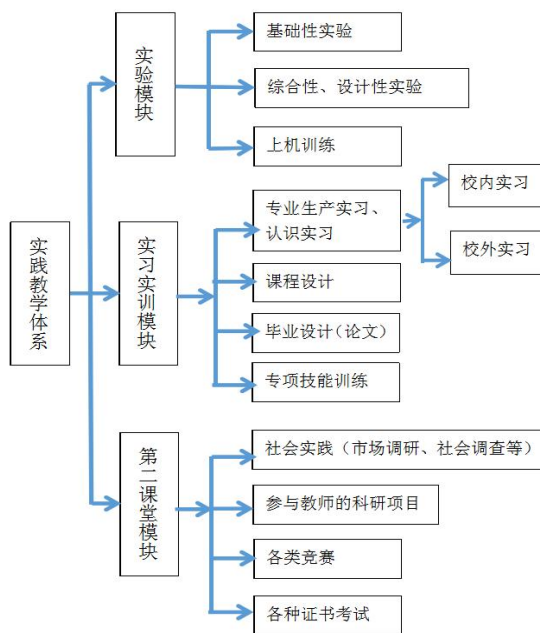 实践教学体系
实验模块
基础性实验
综合性、设计性实验
上机训练
实习实训模块
专业生产实习、
认识实习
校内实习
校外实习
课程设计
毕业设计（论文）
专项技能训练
第二课堂模块
社会实践（市场调研、社会调查等）
参与教师的科研项目
各类竞赛
各种证书考试